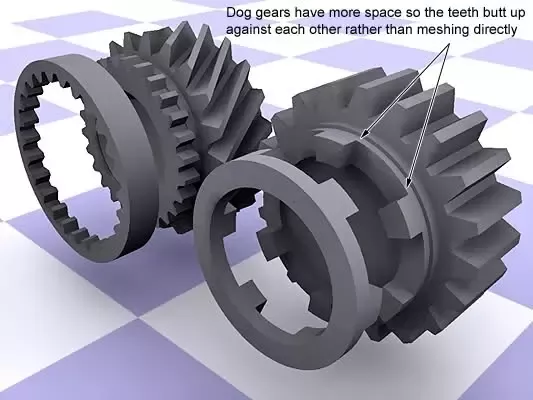 Dog gears have more space so the teeth butt up
against each other rather than meshing directly